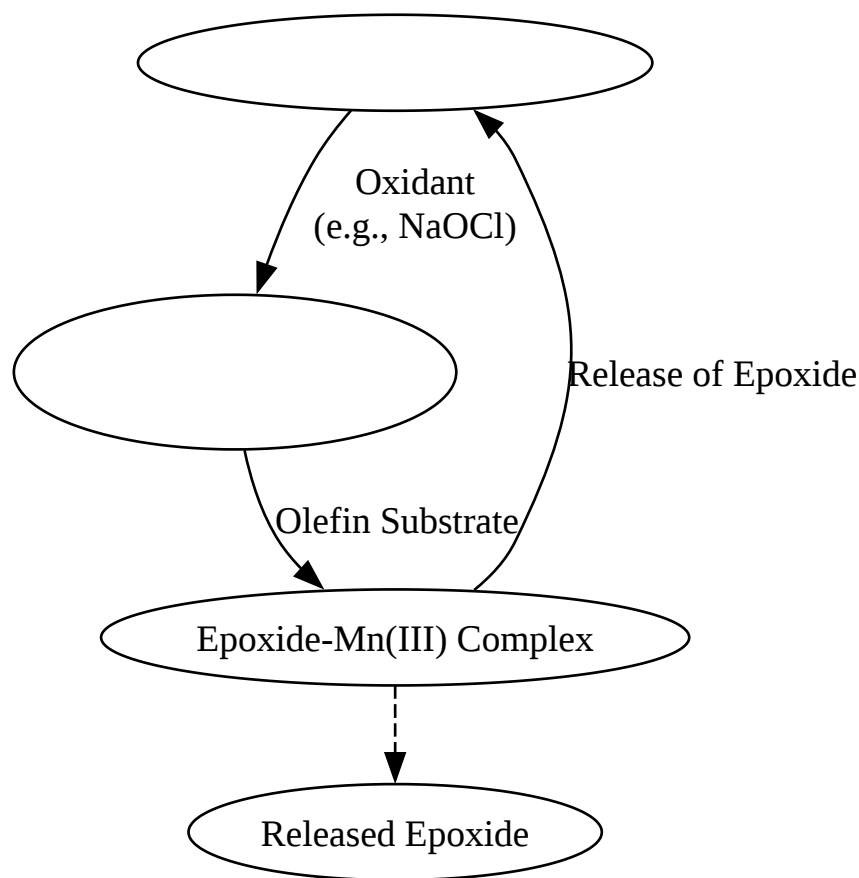 Oxidant
(e.g., NaOCl)
Release of Epoxide
Olefin Substrate
Epoxide-Mn(III) Complex
Released Epoxide